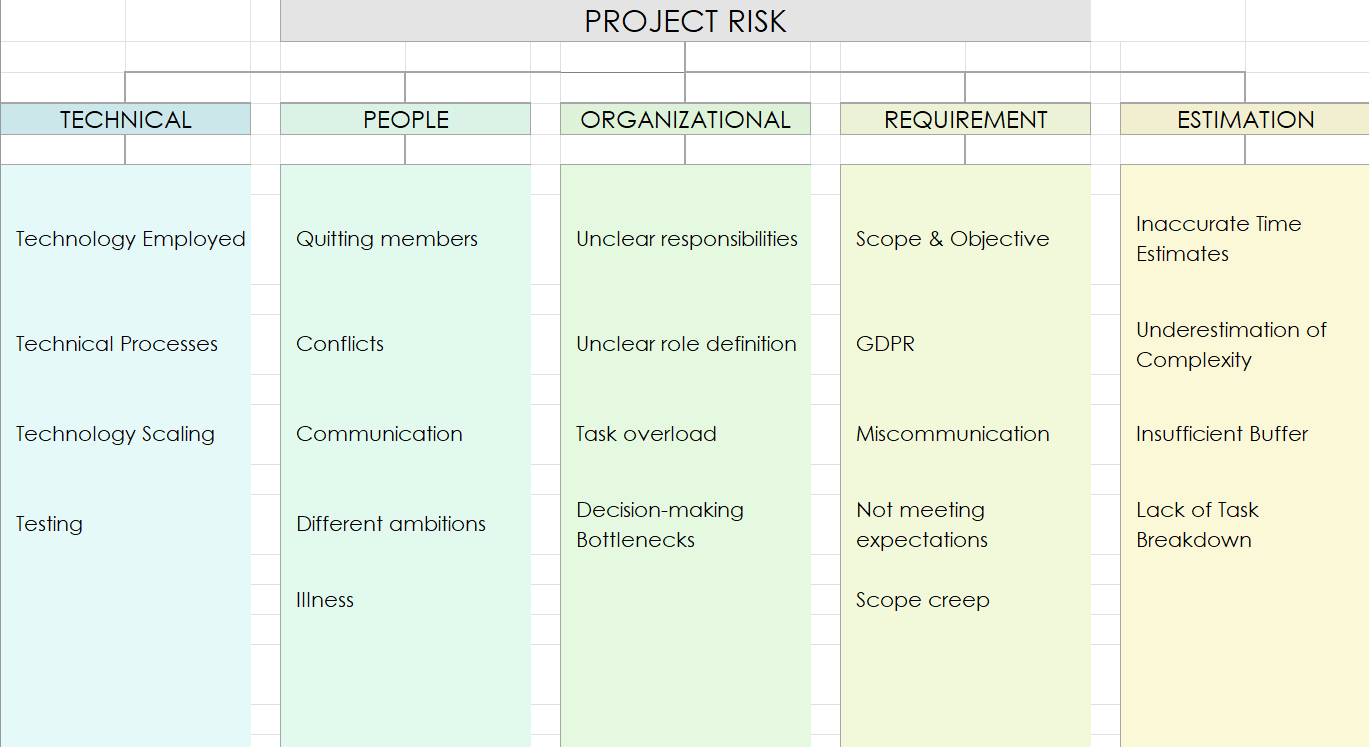 PROJECT RISK
TECHNICAL
PEOPLE
ORGANIZATIONAL
REQUIREMENT
ESTIMATION
Technology Employed
Technical Processes
Technology Scaling
Testing
Quitting members
Conflicts
Communication
Different ambitions
Illness
Unclear responsibilities
Unclear role definition
Task overload
Decision-making
Bottlenecks
Scope & Objective
GDPR
Miscommunication
Not meeting
expectations
Scope creep
Inaccurate Time
Estimates
Underestimation of
Complexity
Insufficient Buffer
Lack of Task
Breakdown